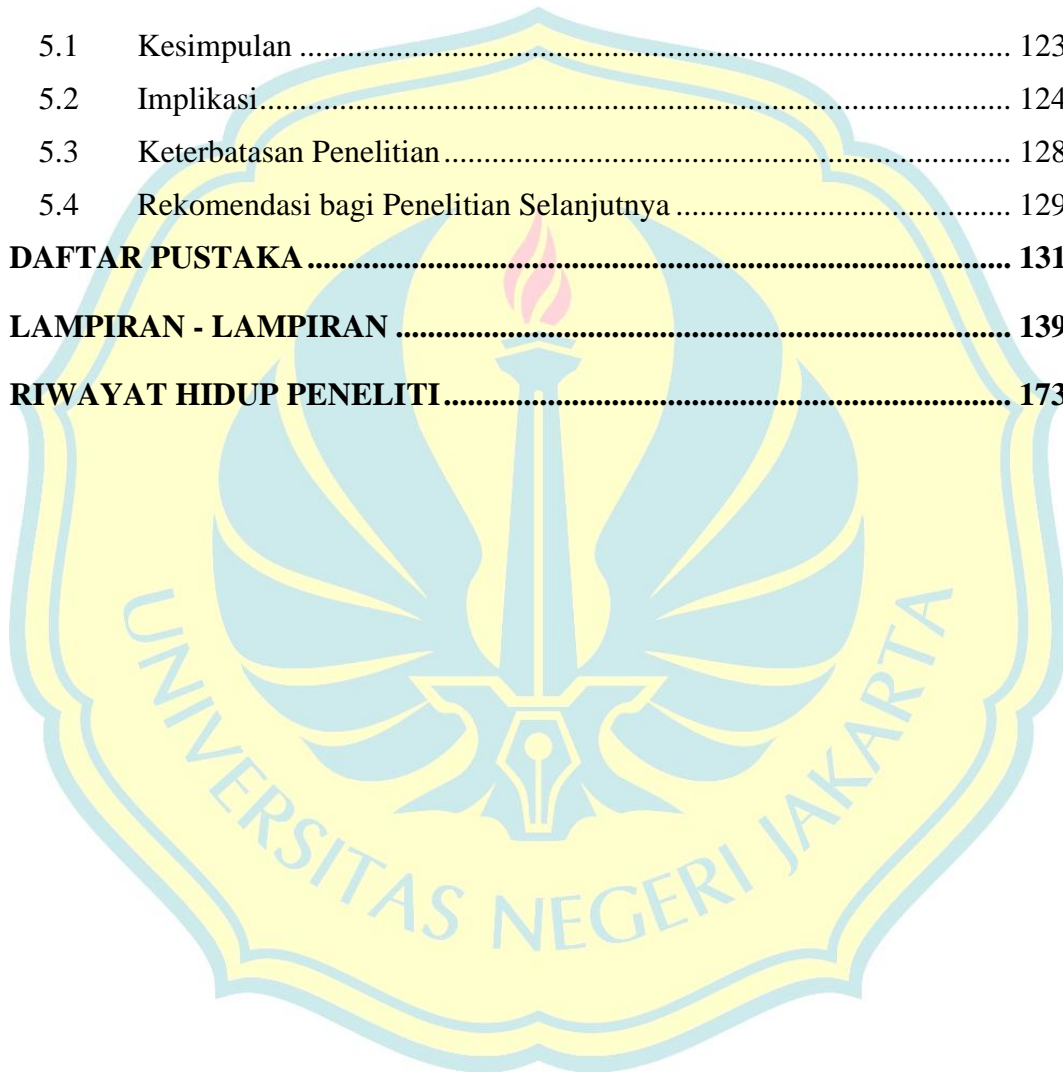 5.1 Kesimpulan ........................................................................................ 123
5.2 Implikasi............................................................................................. 124
5.3 Keterbatasan Penelitian ...................................................................... 128
5.4 Rekomendasi bagi Penelitian Selanjutnya ......................................... 129
DAFTAR PUSTAKA ....................................................................................... 131
LAMPIRAN - LAMPIRAN ............................................................................ 139
RIWAYAT HIDUP PENELITI ...................................................................... 173
UNIVERSITAS NEGERI JAKARTA